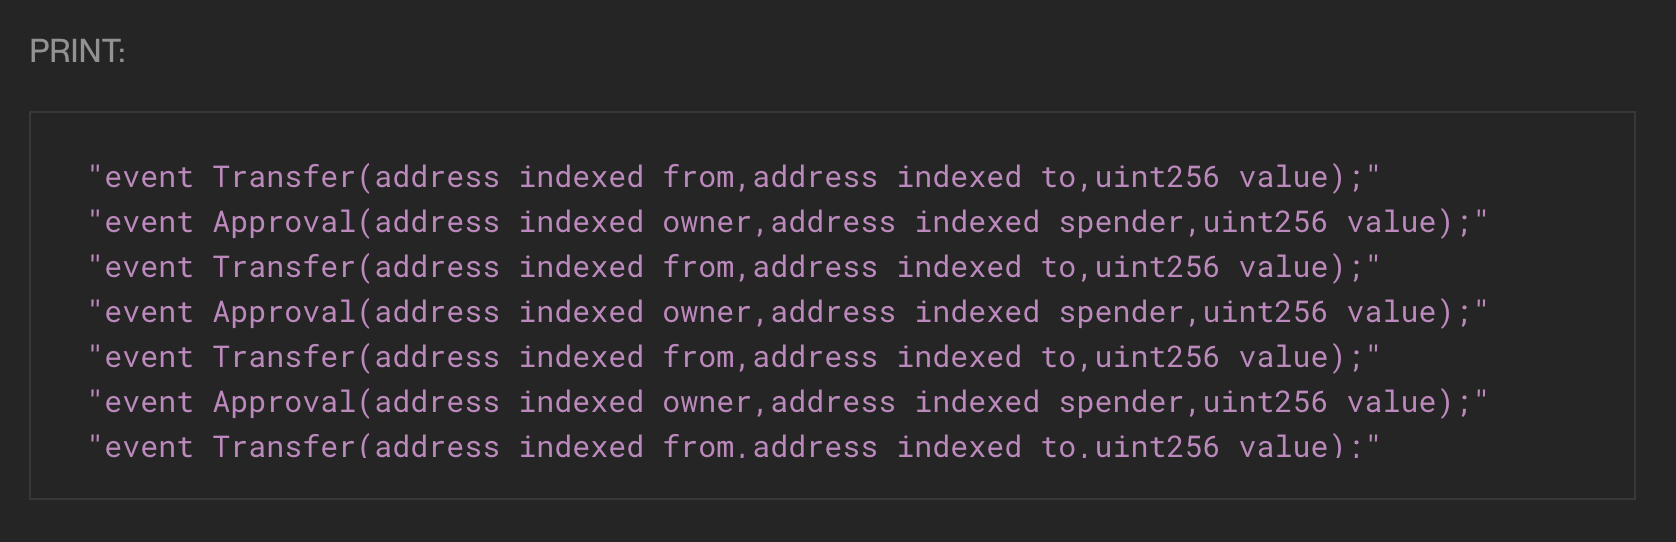 PRINT:
"event Transfer(address indexed from,address indexed to,uint256 value);"
"event Approval(address indexed owner,address indexed spender,uint256 value);"
"event Transfer(address indexed from,address indexed to,uint256 value);"
"event Approval(address indexed owner,address indexed spender,uint256 value);"
"event Transfer(address indexed from,address indexed to,uint256 value);"
"event Approval(address indexed owner,address indexed spender,uint256 value);"
"event Transfer(address indexed from,address indexed to,uint256 value);"